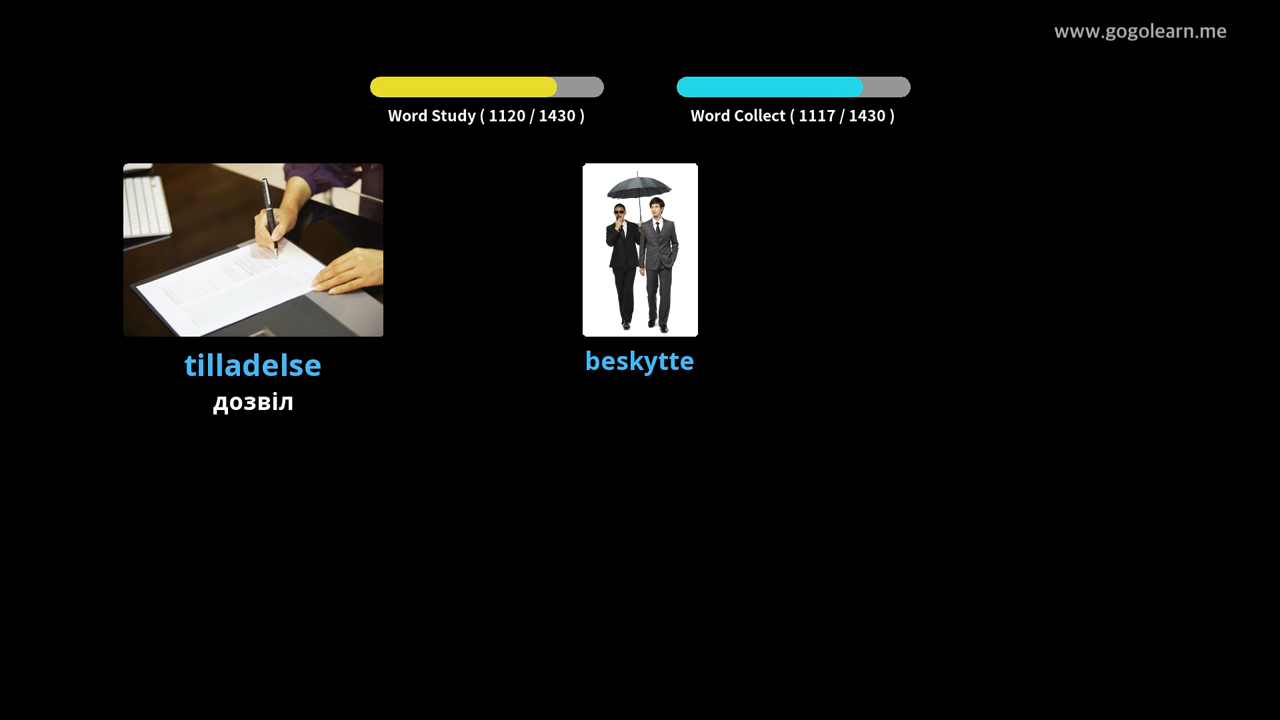 www.gogolearn.me
Word Study ( 1120 / 1430 )
Word Collect ( 1117 / 1430 )
tilladelse
дозвіл
beskytte